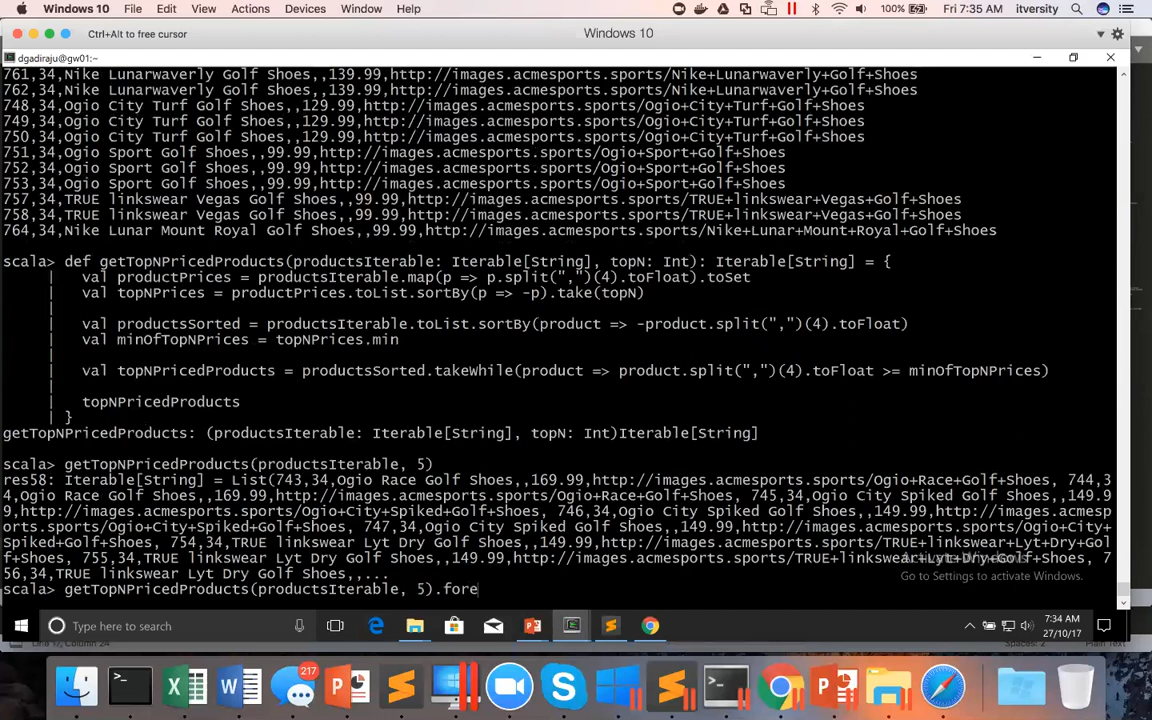 Windows 10 File Edit View Actions Devices Window Help 100% Fri 7:35 AM itversity
Ctrl+Alt to free cursor Windows 10
dgadiraju@gw01:~
761,34,Nike Lunarwaverly Golf Shoes,,139.99,http://images.acmesports.sports/Nike+Lunarwaverly+Golf+Shoes
762,34,Nike Lunarwaverly Golf Shoes,,139.99,http://images.acmesports.sports/Nike+Lunarwaverly+Golf+Shoes
748,34,Ogio City Turf Golf Shoes,,129.99,http://images.acmesports.sports/Ogio+City+Turf+Golf+Shoes
749,34,Ogio City Turf Golf Shoes,,129.99,http://images.acmesports.sports/Ogio+City+Turf+Golf+Shoes
750,34,Ogio City Turf Golf Shoes,,129.99,http://images.acmesports.sports/Ogio+City+Turf+Golf+Shoes
751,34,Ogio Sport Golf Shoes,,99.99,http://images.acmesports.sports/Ogio+Sport+Golf+Shoes
752,34,Ogio Sport Golf Shoes,,99.99,http://images.acmesports.sports/Ogio+Sport+Golf+Shoes
753,34,Ogio Sport Golf Shoes,,99.99,http://images.acmesports.sports/Ogio+Sport+Golf+Shoes
757,34,TRUE linkswear Vegas Golf Shoes,,99.99,http://images.acmesports.sports/TRUE+linkswear+Vegas+Golf+Shoes
758,34,TRUE linkswear Vegas Golf Shoes,,99.99,http://images.acmesports.sports/TRUE+linkswear+Vegas+Golf+Shoes
764,34,Nike Lunar Mount Royal Golf Shoes,,99.99,http://images.acmesports.sports/Nike+Lunar+Mount+Royal+Golf+Shoes
scala> def getTopNPricedProducts(productsIterable: Iterable[String], topN: Int): Iterable[String] = {
| val productPrices = productsIterable.map(p => p.split(",")(4).toFloat).toSet
| val topNPrices = productPrices.toList.sortBy(p => -p).take(topN)
|
| val productsSorted = productsIterable.toList.sortBy(product => -product.split(",")(4).toFloat)
| val minOfTopNPrices = topNPrices.min
|
| val topNPricedProducts = productsSorted.takeWhile(product => product.split(",")(4).toFloat >= minOfTopNPrices)
|
| topNPricedProducts
| }
getTopNPricedProducts: (productsIterable: Iterable[String], topN: Int)Iterable[String]
scala> getTopNPricedProducts(productsIterable, 5)
res58: Iterable[String] = List(743,34,Ogio Race Golf Shoes,,169.99,http://images.acmesports.sports/Ogio+Race+Golf+Shoes, 744,3
4,Ogio Race Golf Shoes,,169.99,http://images.acmesports.sports/Ogio+Race+Golf+Shoes, 745,34,Ogio City Spiked Golf Shoes,,149.9
9,http://images.acmesports.sports/Ogio+City+Spiked+Golf+Shoes, 746,34,Ogio City Spiked Golf Shoes,,149.99,http://images.acmesp
orts.sports/Ogio+City+Spiked+Golf+Shoes, 747,34,Ogio City Spiked Golf Shoes,,149.99,http://images.acmesports.sports/Ogio+City+
Spiked+Golf+Shoes, 754,34,TRUE linkswear Lyt Dry Golf Shoes,,149.99,http://images.acmesports.sports/TRUE+linkswear+Lyt+Dry+Gol
f+Shoes, 755,34,TRUE linkswear Lyt Dry Golf Shoes,,149.99,http://images.acmesports.sports/TRUE+linkswear+Lyt+Dry+Golf+Shoes, 7
56,34,TRUE linkswear Lyt Dry Golf Shoes,,...
Activate Windows
Go to Settings to activate Windows.
scala> getTopNPricedProducts(productsIterable, 5).fore
Type here to search 7:34 AM
27/10/17
Line 12, Column 24 Spaces: 2 Plain Text
217